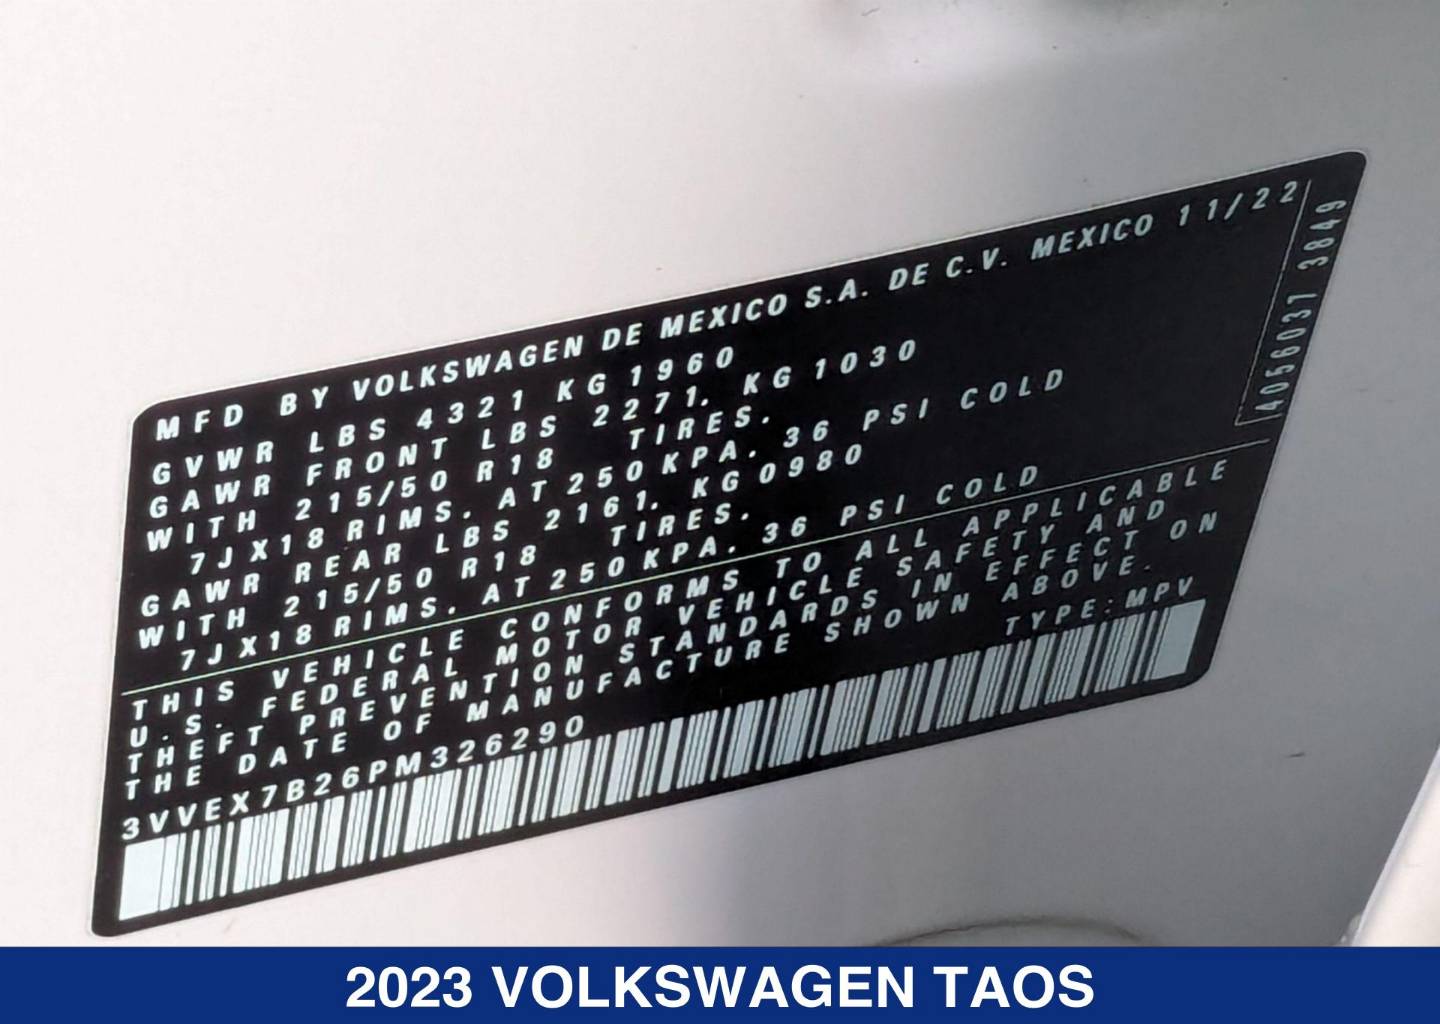 MFD BY VOLKSWAGEN DE MEXICO S.A. DE C.V. MEXICO 11/22
GVWR LBS 4321 KG 1960
GAWR FRONT LBS 2271. KG 1030
WITH 215/50 R18 TIRES.
7JX18 RIMS. AT 250 KPA. 36 PSI COLD
GAWR REAR LBS 2161. KG 0980
WITH 215/50 R18 TIRES.
7JX18 RIMS. AT 250 KPA. 36 PSI COLD
THIS VEHICLE CONFORMS TO ALL APPLICABLE
U.S. FEDERAL MOTOR VEHICLE SAFETY AND
THEFT PREVENTION STANDARDS IN EFFECT ON
THE DATE OF MANUFACTURE SHOWN ABOVE.
TYPE: MPV
3VVEX7B26PM326290
4056037 3849
2023 VOLKSWAGEN TAOS